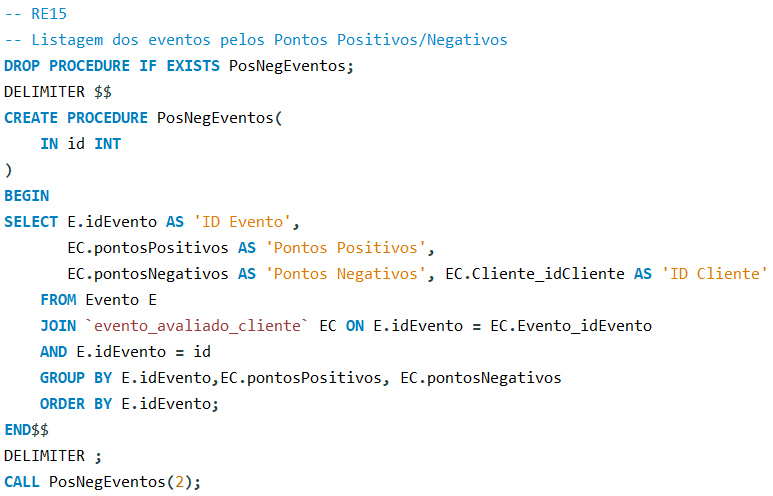 -- RE15
-- Listagem dos eventos pelos Pontos Positivos/Negativos
DROP PROCEDURE IF EXISTS PosNegEventos;
DELIMITER $$
CREATE PROCEDURE PosNegEventos(
    IN id INT
)
BEGIN
SELECT E.idEvento AS 'ID Evento',
       EC.pontosPositivos AS 'Pontos Positivos',
       EC.pontosNegativos AS 'Pontos Negativos', EC.Cliente_idCliente AS 'ID Cliente'
    FROM Evento E
    JOIN `evento_avaliado_cliente` EC ON E.idEvento = EC.Evento_idEvento
    AND E.idEvento = id
    GROUP BY E.idEvento,EC.pontosPositivos, EC.pontosNegativos
    ORDER BY E.idEvento;
END$$
DELIMITER ;
CALL PosNegEventos(2);